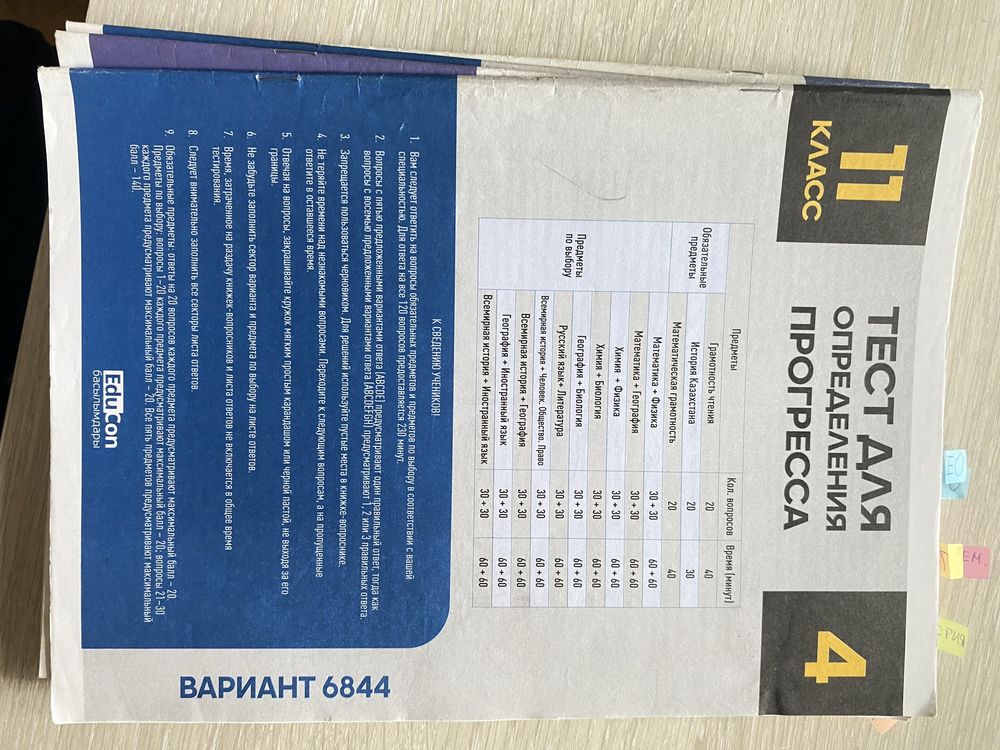 11
КЛАСС
ТЕСТ ДЛЯ
ОПРЕДЕЛЕНИЯ
ПРОГРЕССА
4
Предметы Кол. вопросов Время (минут)
Обязательные предметы
Грамотность чтения 20 40
История Казахстана 20 30
Математическая грамотность 20 40
Предметы по выбору
Математика + Физика 30 + 30 60 + 60
Математика + География 30 + 30 60 + 60
Химия + Физика 30 + 30 60 + 60
Химия + Биология 30 + 30 60 + 60
География + Биология 30 + 30 60 + 60
Русский язык+ Литература 30 + 30 60 + 60
Всемирная история + Человек. Общество. Право 30 + 30 60 + 60
Всемирная история + География 30 + 30 60 + 60
География + Иностранный язык 30 + 30 60 + 60
Всемирная история + Иностранный язык 30 + 30 60 + 60
К СВЕДЕНИЮ УЧЕНИКОВ!
1. Вам следует ответить на вопросы обязательных предметов и предметов по выбору в соответствии с вашей
специальностью. Для ответа на все 120 вопросов предоставляется 230 минут.
2. Вопросы с пятью предложенными вариантами ответа (ABCDE) предусматривают один правильный ответ, тогда как
вопросы с восемью предложенными вариантами ответа (ABCDEFGH) предусматривают 1, 2 или 3 правильных ответа.
3. Запрещается пользоваться черновиком. Для решений используйте пустые места в книжке-вопроснике.
4. Не теряйте времени над незнакомыми вопросами. Переходите к следующим вопросам, а на пропущенные
ответите в оставшееся время.
5. Отвечая на вопросы, закрашивайте кружок мягким простым карандашом или черной пастой, не выходя за его
границы.
6. Не забудьте заполнить сектор варианта и предмета по выбору на листе ответов.
7. Время, затраченное на раздачу книжек-вопросников и листа ответов не включается в общее время
тестирования.
8. Следует внимательно заполнить все секторы листа ответов.
9. Обязательные предметы: ответы на 20 вопросов каждого предмета предусматривают максимальный балл – 20.
Предметы по выбору: вопросы 1–20 каждого предмета предусматривают максимальный балл – 20; вопросы 21–30
каждого предмета предусматривают максимальный балл – 20. Все пять предметов предусматривают максимальный
балл – 140.
EduCon
баспалымдары
ВАРИАНТ 6844